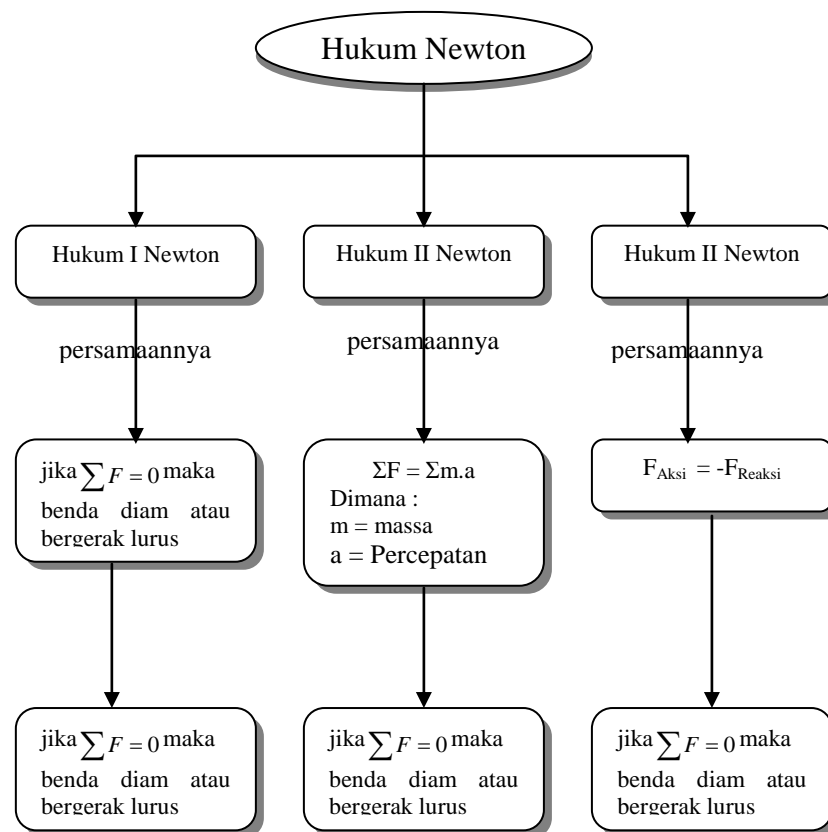 Hukum Newton
Hukum I Newton
Hukum II Newton
Hukum II Newton
persamaannya
persamaannya
persamaannya
jika ∑ F = 0 maka
benda diam atau
bergerak lurus
ΣF = Σm.a
Dimana :
m = massa
a = Percepatan
F_Aksi = -F_Reaksi
jika ∑ F = 0 maka
benda diam atau
bergerak lurus
jika ∑ F = 0 maka
benda diam atau
bergerak lurus
jika ∑ F = 0 maka
benda diam atau
bergerak lurus